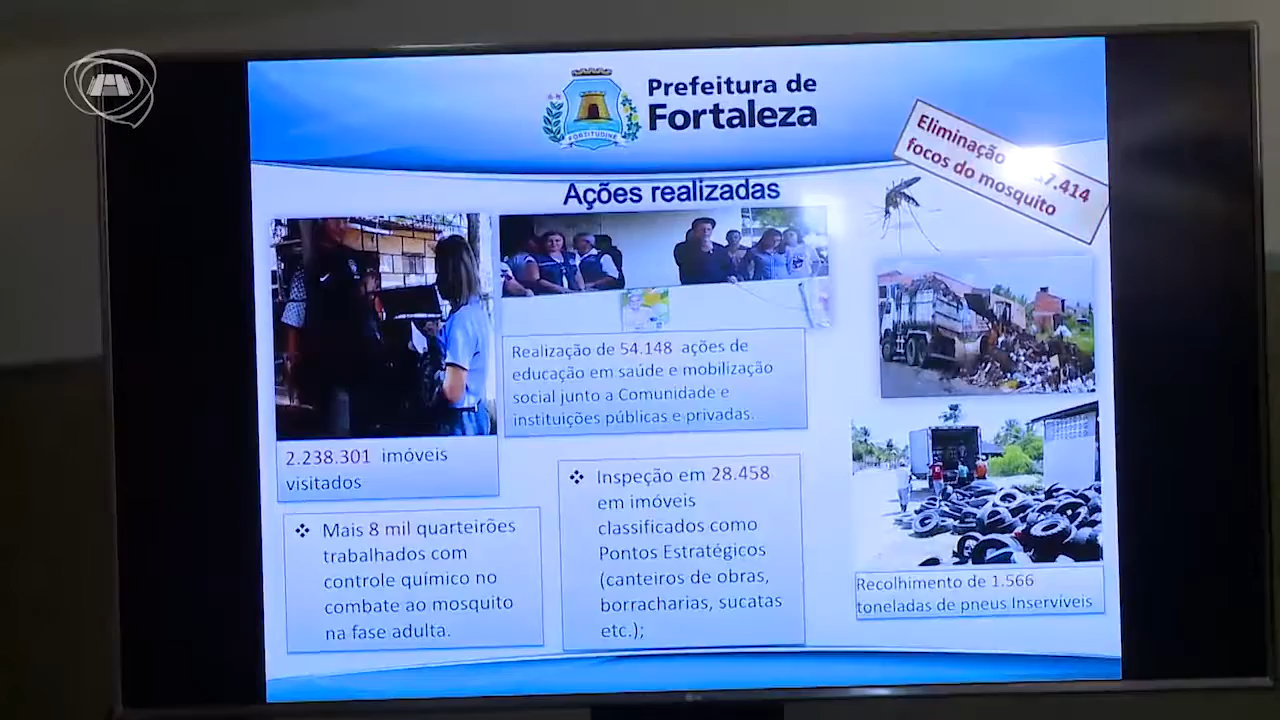 Prefeitura de
Fortaleza
FORTITUDINE
Eliminação
7.414
focos do mosquito
Ações realizadas
Realização de 54.148 ações de
educação em saúde e mobilização
social junto a Comunidade e
instituições públicas e privadas.
2.238.301 imóveis
visitados
Mais 8 mil quarteirões
trabalhados com
controle químico no
combate ao mosquito
na fase adulta.
Inspeção em 28.458
em imóveis
classificados como
Pontos Estratégicos
(canteiros de obras,
borracharias, sucatas
etc.);
Recolhimento de 1.566
toneladas de pneus Inservíveis
LG